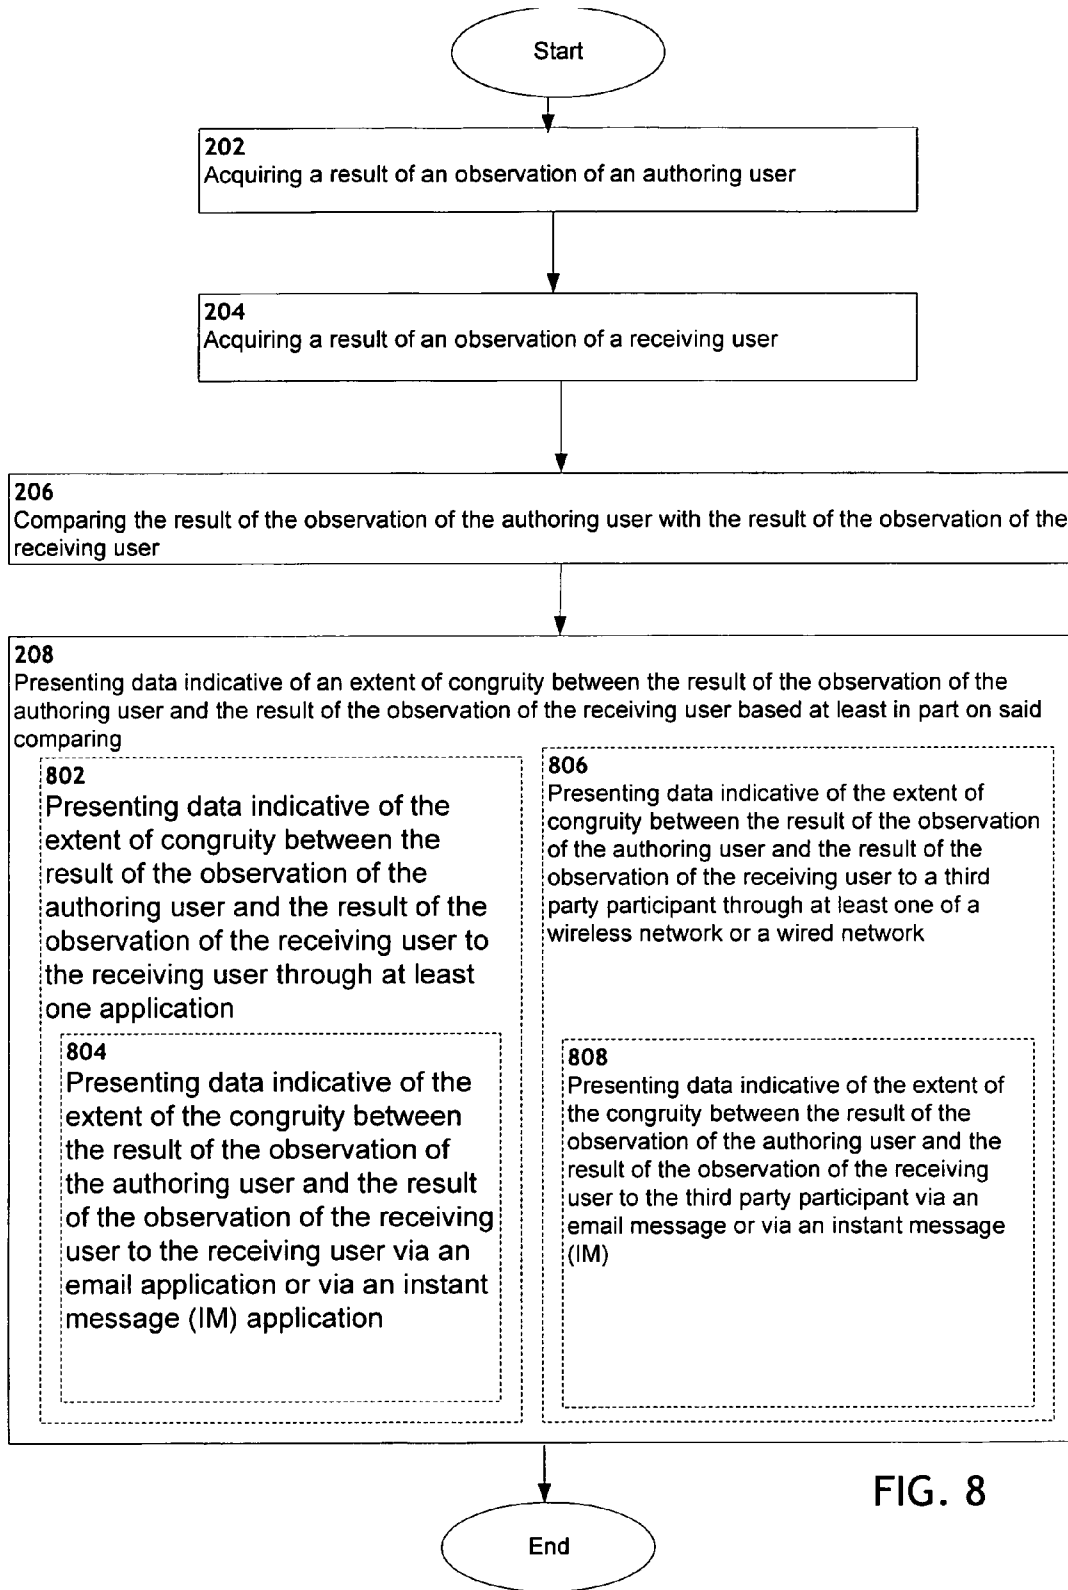 Start
202
Acquiring a result of an observation of an authoring user
204
Acquiring a result of an observation of a receiving user
206
Comparing the result of the observation of the authoring user with the result of the observation of the
receiving user
208
Presenting data indicative of an extent of congruity between the result of the observation of the
authoring user and the result of the observation of the receiving user based at least in part on said
comparing
802
Presenting data indicative of the
extent of congruity between the
result of the observation of the
authoring user and the result of the
observation of the receiving user to
the receiving user through at least
one application
804
Presenting data indicative of the
extent of the congruity between
the result of the observation of
the authoring user and the result
of the observation of the receiving
user to the receiving user via an
email application or via an instant
message (IM) application
806
Presenting data indicative of the extent of
congruity between the result of the observation
of the authoring user and the result of the
observation of the receiving user to a third
party participant through at least one of a
wireless network or a wired network
808
Presenting data indicative of the extent of
the congruity between the result of the
observation of the authoring user and the
result of the observation of the receiving
user to the third party participant via an
email message or via an instant message
(IM)
FIG. 8
End